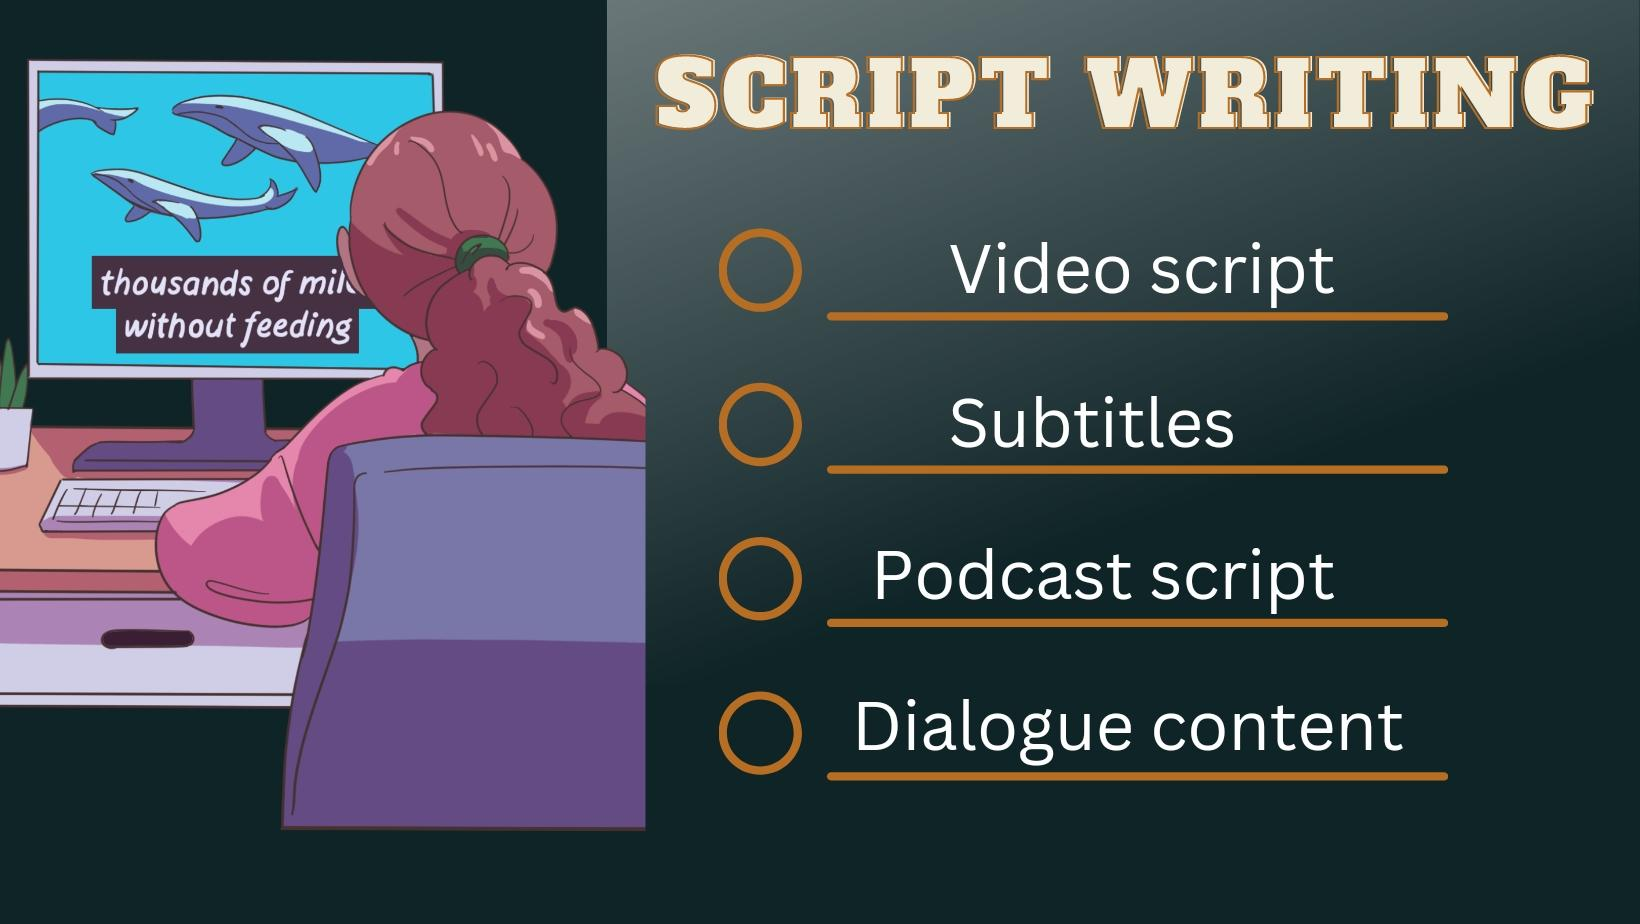 SCRIPT WRITING
thousands of
without feeding
Video script
Subtitles
Podcast script
Dialogue content